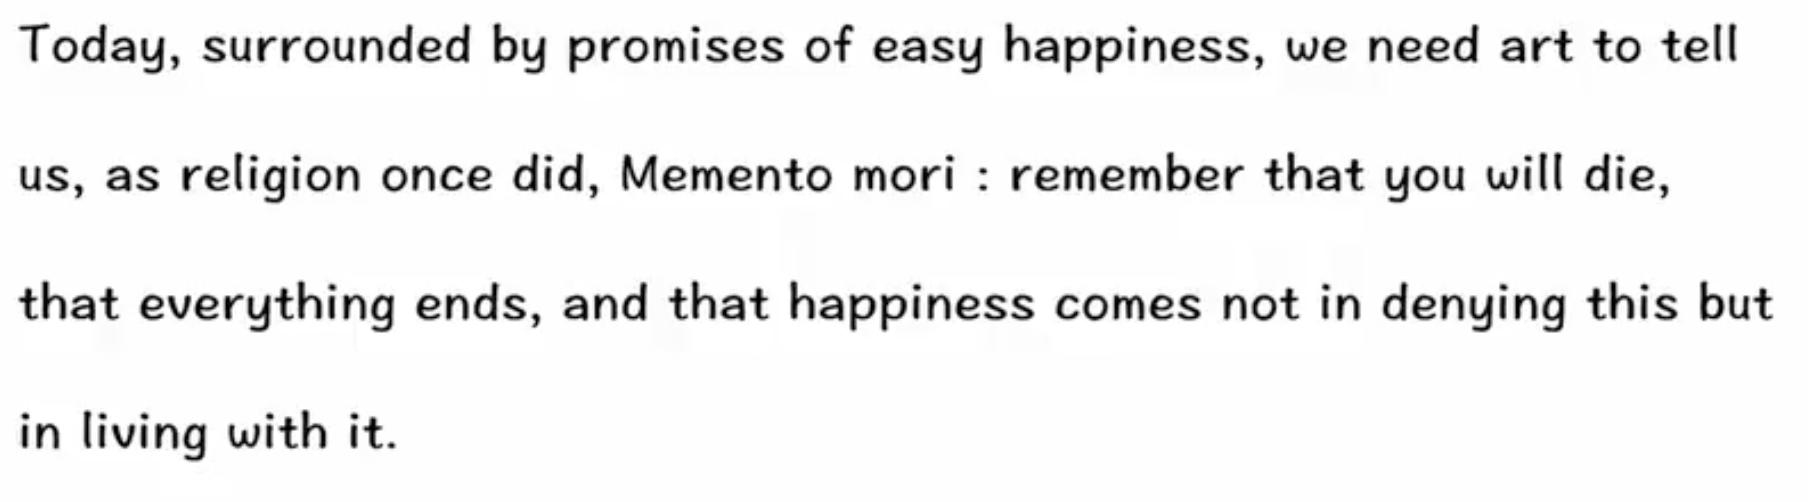 Today, surrounded by promises of easy happiness, we need art to tell
us, as religion once did, Memento mori : remember that you will die,
that everything ends, and that happiness comes not in denying this but
in living with it.